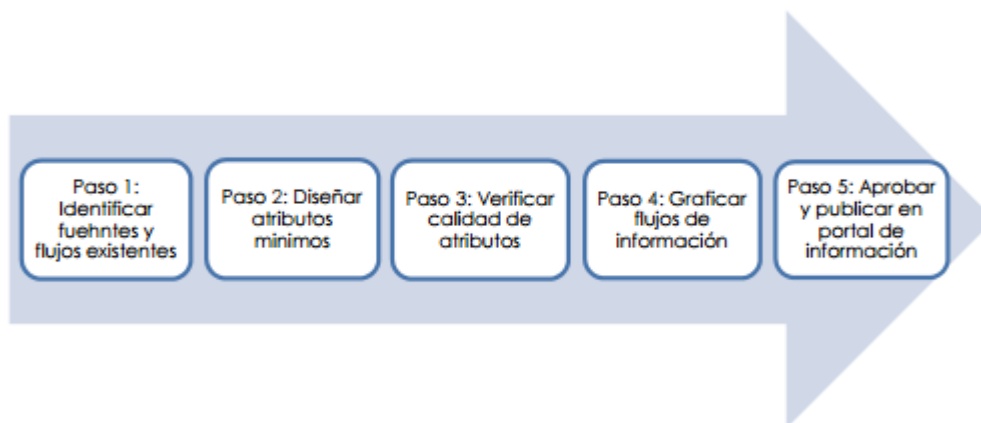 Paso 1:
Identificar
fuehntes y
flujos existentes
Paso 2: Diseñar
atributos
minimos
Paso 3: Verificar
calidad de
atributos
Paso 4: Graficar
flujos de
información
Paso 5: Aprobar
y publicar en
portal de
información